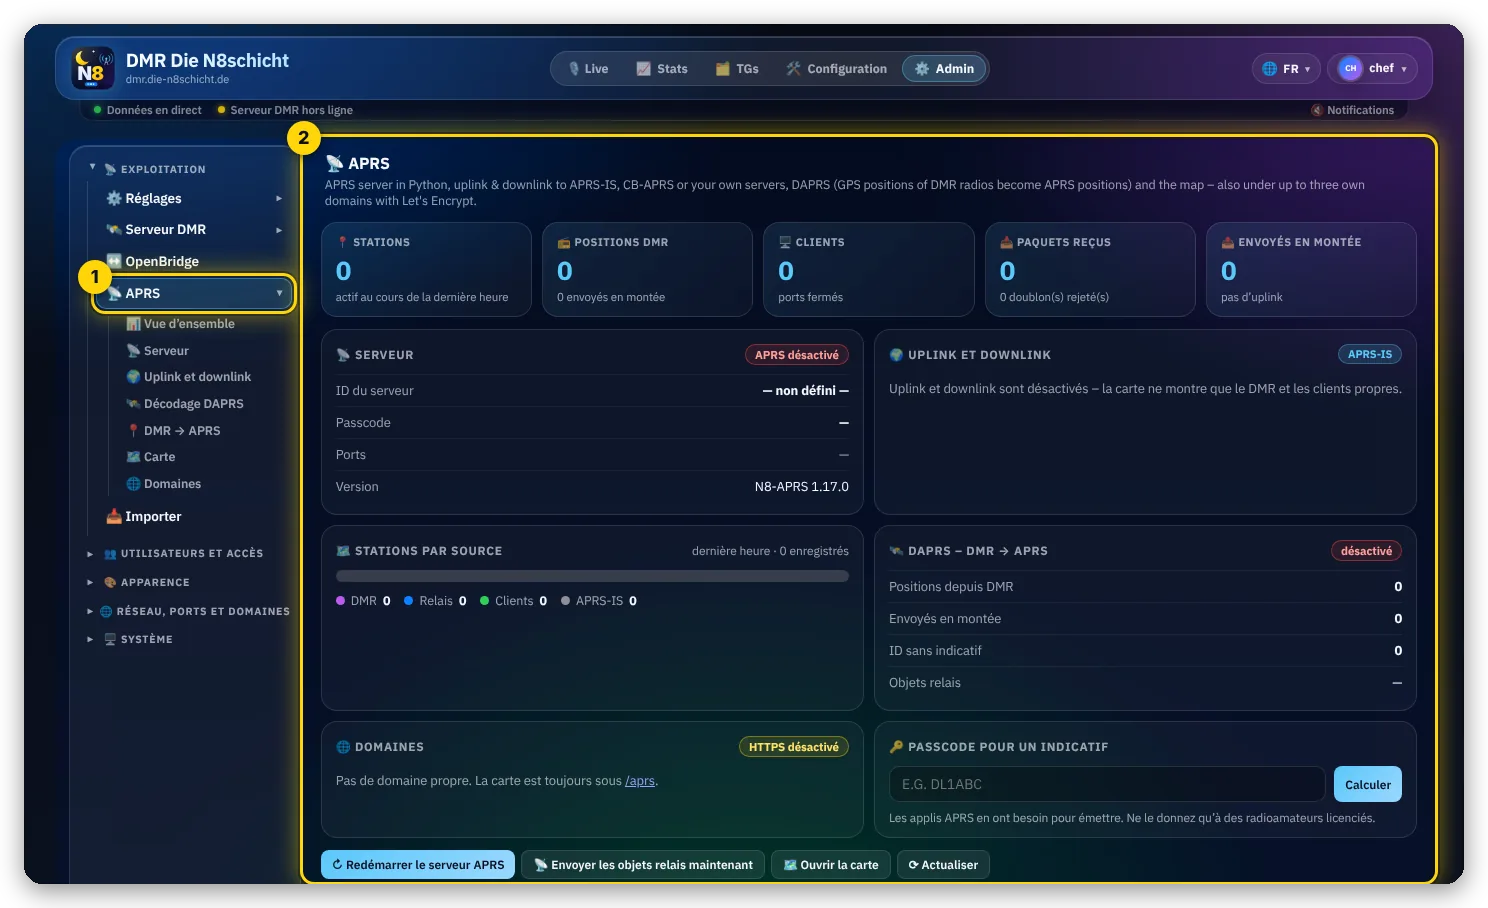 DMR Die N8schicht
dmr.die-n8schicht.de
N8
Live
Stats
TGs
Configuration
Admin
FR
CH
chef
Données en direct
Serveur DMR hors ligne
Notifications
1
2
EXPLOITATION
Réglages
Serveur DMR
OpenBridge
APRS
Vue d'ensemble
Serveur
Uplink et downlink
Décodage DAPRS
DMR → APRS
Carte
Domaines
Importer
UTILISATEURS ET ACCÈS
APPARENCE
RÉSEAU, PORTS ET DOMAINES
SYSTÈME
APRS
APRS server in Python, uplink & downlink to APRS-IS, CB-APRS or your own servers, DAPRS (GPS positions of DMR radios become APRS positions) and the map – also under up to three own
domains with Let's Encrypt.
STATIONS
0
actif au cours de la dernière heure
POSITIONS DMR
0
0 envoyés en montée
CLIENTS
0
ports fermés
PAQUETS REÇUS
0
0 doublon(s) rejeté(s)
ENVOYÉS EN MONTÉE
0
pas d'uplink
SERVEUR
APRS désactivé
ID du serveur
— non défini —
Passcode
—
Ports
—
Version
N8-APRS 1.17.0
UPLINK ET DOWNLINK
APRS-IS
Uplink et downlink sont désactivés – la carte ne montre que le DMR et les clients propres.
STATIONS PAR SOURCE
dernière heure · 0 enregistrés
DMR 0 Relais 0 Clients 0 APRS-IS 0
DAPRS – DMR → APRS
désactivé
Positions depuis DMR
0
Envoyés en montée
0
ID sans indicatif
0
Objets relais
—
DOMAINES
HTTPS désactivé
Pas de domaine propre. La carte est toujours sous /aprs.
PASSCODE POUR UN INDICATIF
E.G. DL1ABC
Calculer
Les applis APRS en ont besoin pour émettre. Ne le donnez qu'à des radioamateurs licenciés.
Redémarrer le serveur APRS
Envoyer les objets relais maintenant
Ouvrir la carte
Actualiser